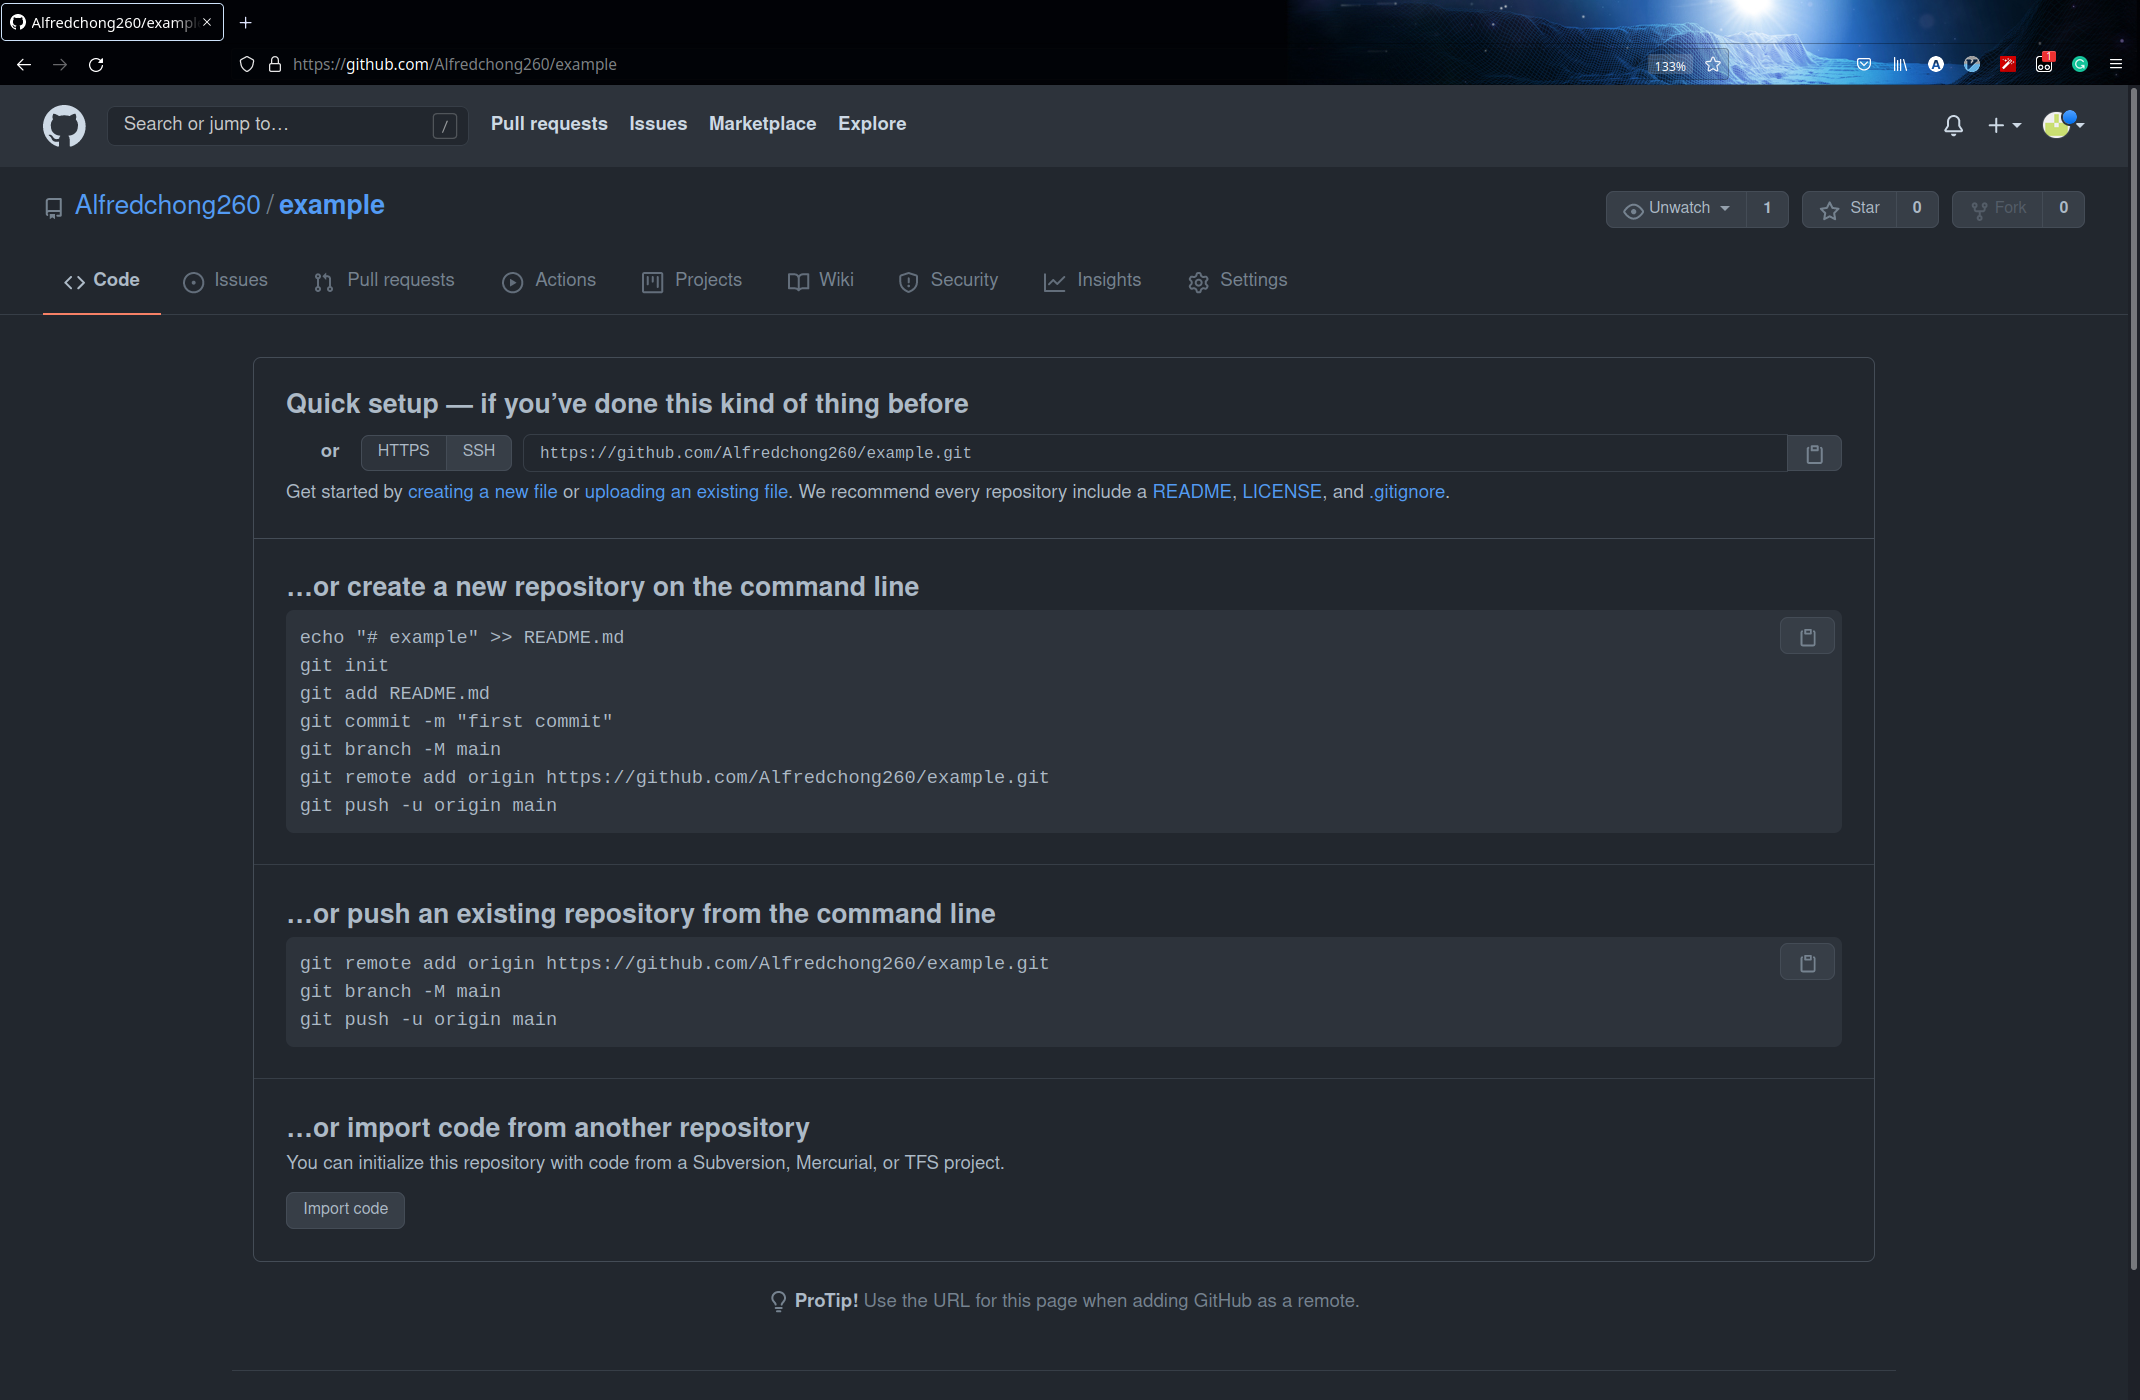 Alfredchong260/exampl
https://github.com/Alfredchong260/example
133%
1
Search or jump to…
/
Pull requests Issues Marketplace Explore
Alfredchong260 / example
Unwatch 1 Star 0 Fork 0
Code Issues Pull requests Actions Projects Wiki Security Insights Settings
Quick setup — if you’ve done this kind of thing before
or HTTPS SSH https://github.com/Alfredchong260/example.git
Get started by creating a new file or uploading an existing file. We recommend every repository include a README, LICENSE, and .gitignore.
…or create a new repository on the command line
echo "# example" >> README.md
git init
git add README.md
git commit -m "first commit"
git branch -M main
git remote add origin https://github.com/Alfredchong260/example.git
git push -u origin main
…or push an existing repository from the command line
git remote add origin https://github.com/Alfredchong260/example.git
git branch -M main
git push -u origin main
…or import code from another repository
You can initialize this repository with code from a Subversion, Mercurial, or TFS project.
Import code
ProTip! Use the URL for this page when adding GitHub as a remote.